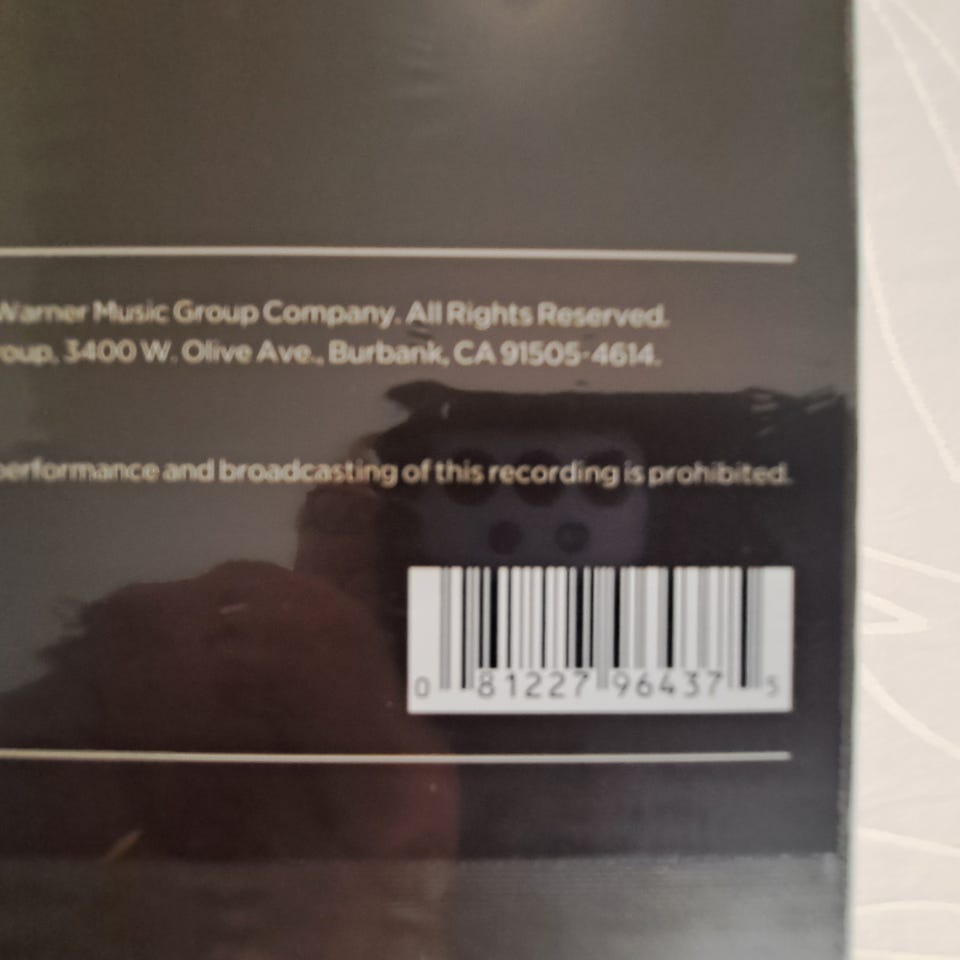 Warner Music Group Company. All Rights Reserved.
roup, 3400 W. Olive Ave., Burbank, CA 91505-4614.
performance and broadcasting of this recording is prohibited.
0 81227 96437 5